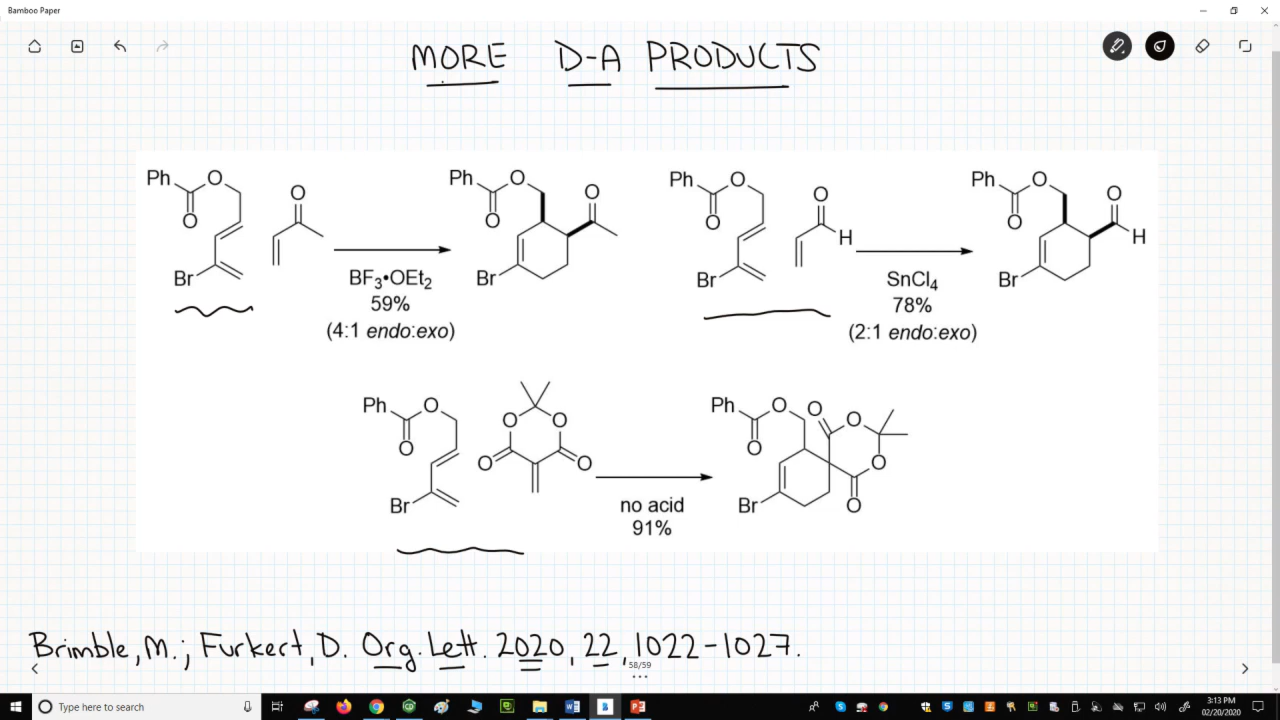 Bamboo Paper
MORE D-A PRODUCTS
Ph O O Br O
BF₃•OEt₂
59%
(4:1 endo:exo)
Ph O O Br O
Ph O O Br O H
SnCl₄
78%
(2:1 endo:exo)
Ph O O Br O H
Ph O O Br O O O O
no acid
91%
Ph O O Br O O O O
Brimble, M.; Furkert, D. Org. Lett. 2020, 22, 1022-1027.
58/59
Type here to search
3:13 PM
02/20/2020